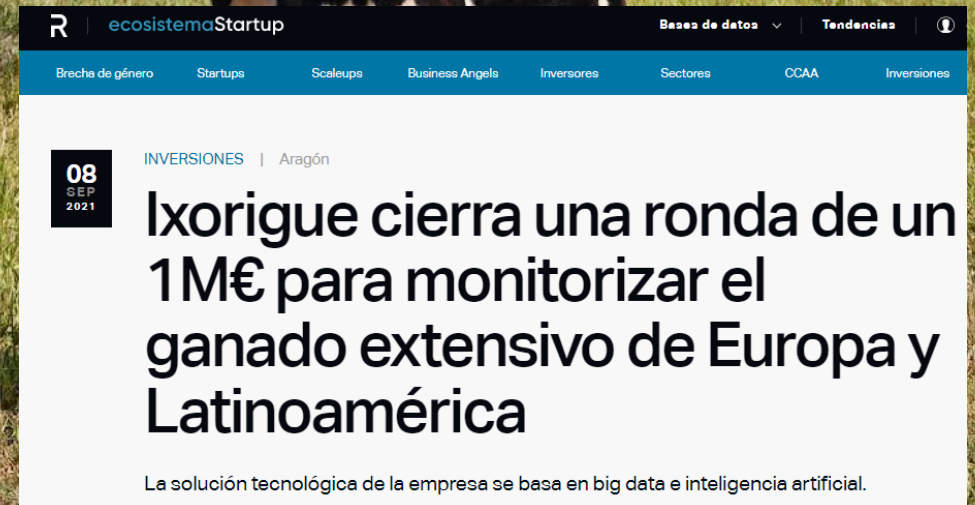 R | ecosistemaStartup Bases de datos | Tendencias |
Brecha de género Startups Scaleups Business Angels Inversores Sectores CCAA Inversiones
08
SEP
2021
INVERSIONES | Aragón
Ixorigue cierra una ronda de un
1M€ para monitorizar el
ganado extensivo de Europa y
Latinoamérica
La solución tecnológica de la empresa se basa en big data e inteligencia artificial.